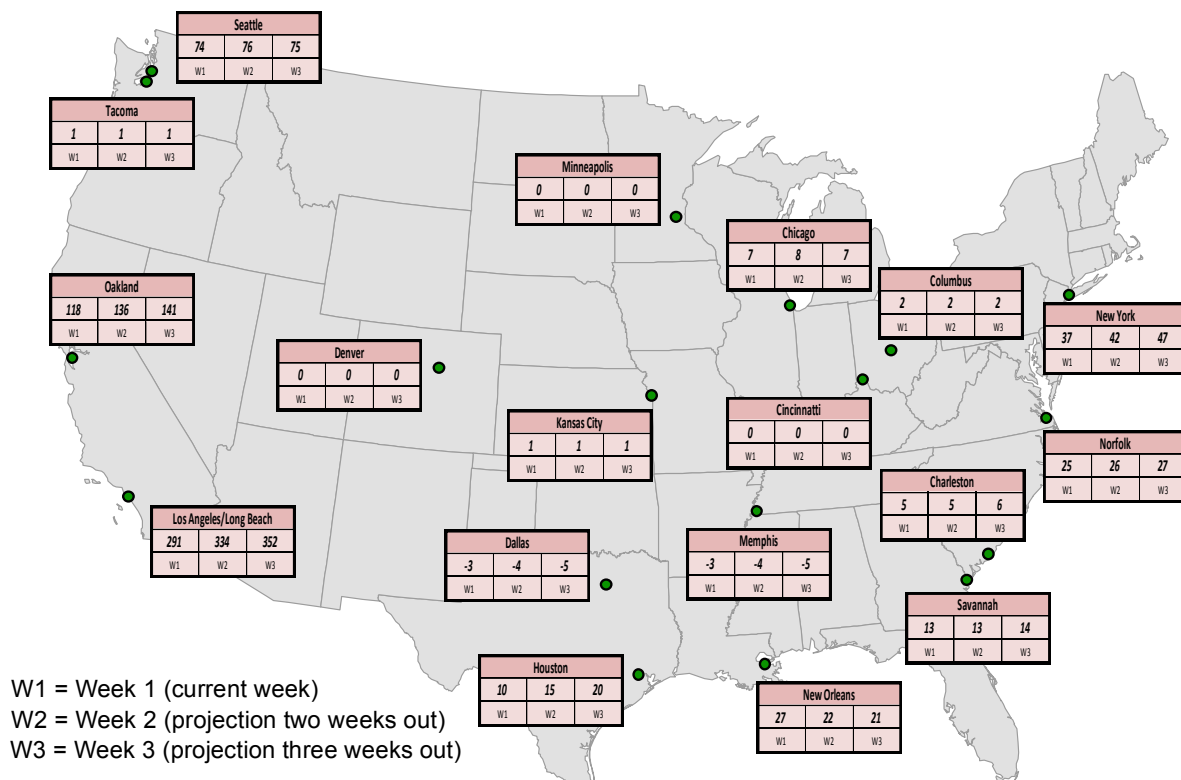 Seattle
74 76 75
W1 W2 W3
Tacoma
1 1 1
W1 W2 W3
Minneapolis
0 0 0
W1 W2 W3
Chicago
7 8 7
W1 W2 W3
Columbus
2 2 2
W1 W2 W3
Oakland
118 136 141
W1 W2 W3
New York
37 42 47
W1 W2 W3
Denver
0 0 0
W1 W2 W3
Kansas City
1 1 1
W1 W2 W3
Cincinnatti
0 0 0
W1 W2 W3
Norfolk
25 26 27
W1 W2 W3
Charleston
5 5 6
W1 W2 W3
Los Angeles/Long Beach
291 334 352
W1 W2 W3
Dallas
-3 -4 -5
W1 W2 W3
Memphis
-3 -4 -5
W1 W2 W3
Savannah
13 13 14
W1 W2 W3
Houston
10 15 20
W1 W2 W3
New Orleans
27 22 21
W1 W2 W3
W1 = Week 1 (current week)
W2 = Week 2 (projection two weeks out)
W3 = Week 3 (projection three weeks out)